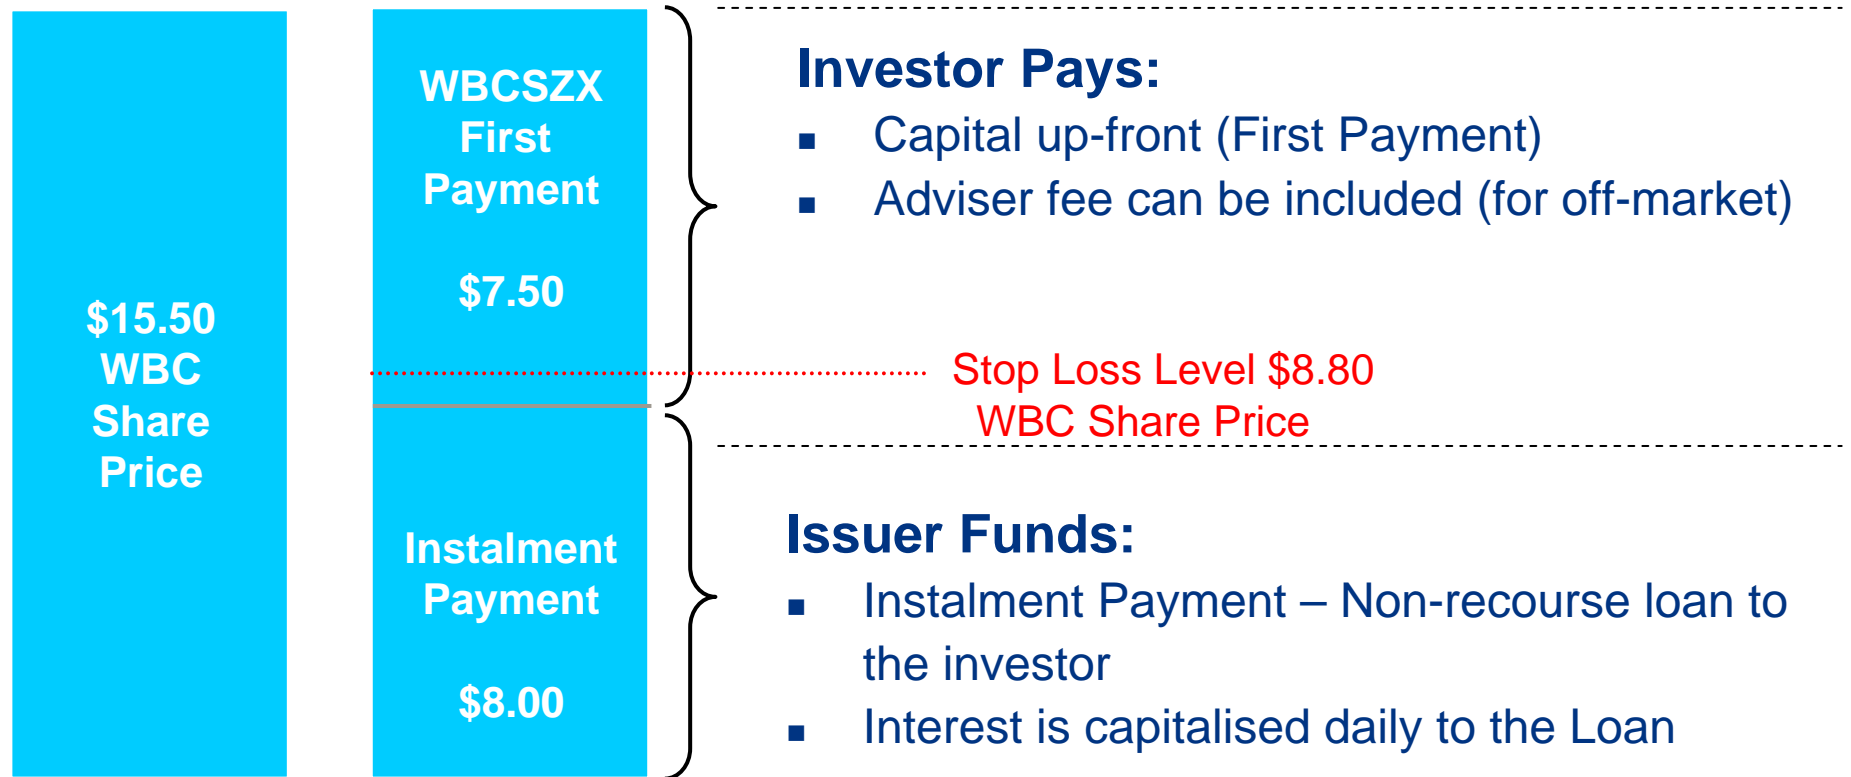 $15.50
WBC
Share
Price
WBCSZX
First
Payment
$7.50
Instalment
Payment
$8.00
Investor Pays:
▪ Capital up-front (First Payment)
▪ Adviser fee can be included (for off-market)
Stop Loss Level $8.80
WBC Share Price
Issuer Funds:
▪ Instalment Payment – Non-recourse loan to
the investor
▪ Interest is capitalised daily to the Loan